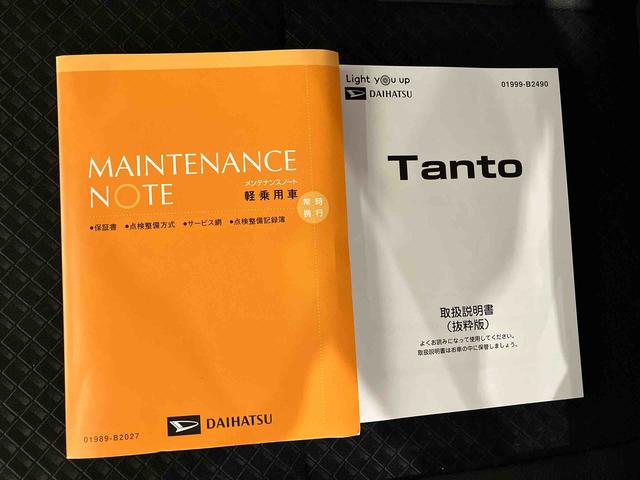 MAINTENANCE
NOTE
メンテナンスノート
軽乗用車
常時
携行
●保証書 ●点検整備方式 ●サービス網 ●点検整備記録簿
01989-B2027
DAIHATSU
Light you up
DAIHATSU
01999-B2490
Tanto
取扱説明書
（抜粋版）
よくお読みになって使用してください。
取扱説明書はお車の中に保管しましょう。